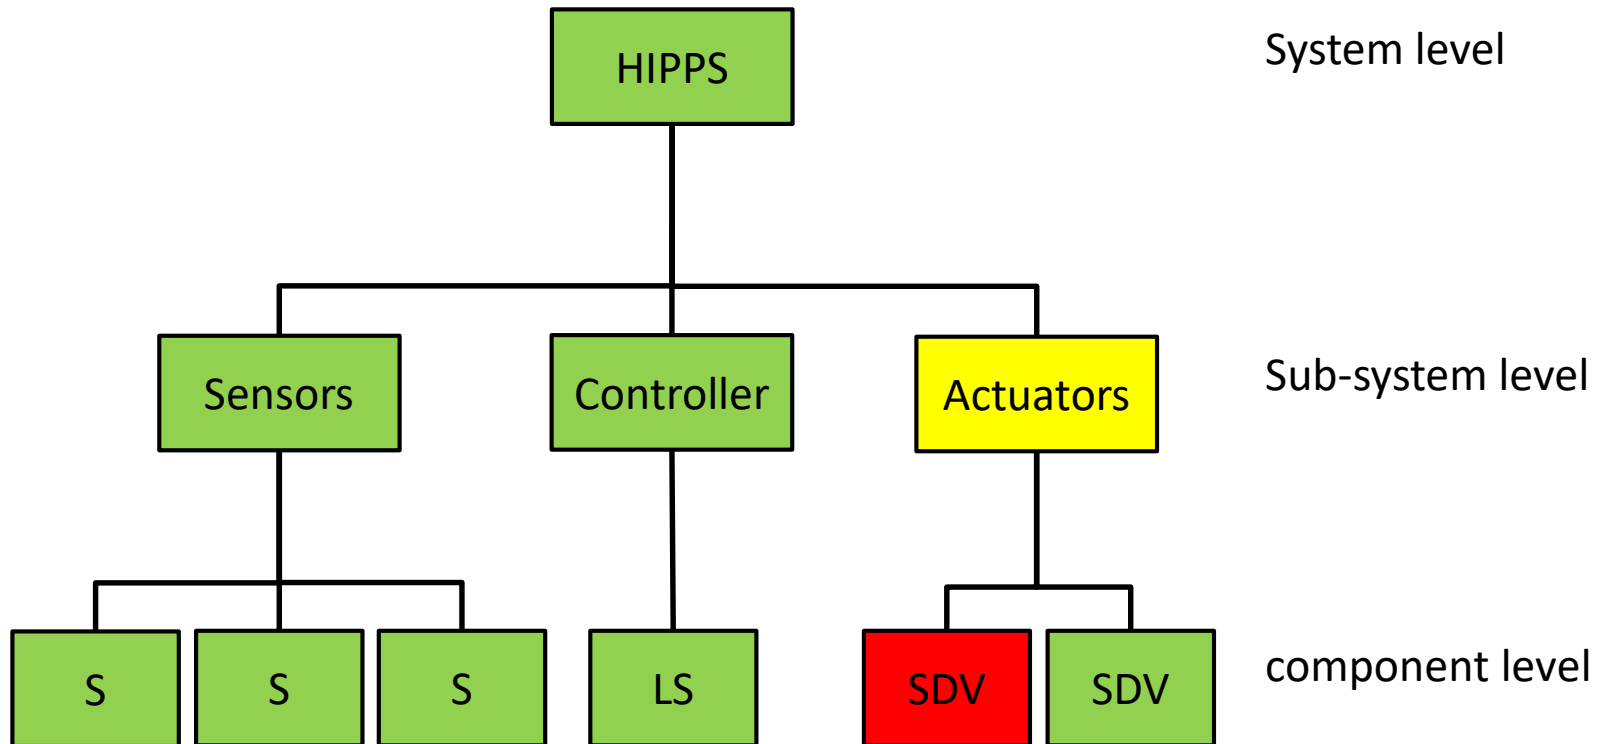 HIPPS
System level
Sensors
Controller
Actuators
Sub-system level
S
S
S
LS
SDV
SDV
component level